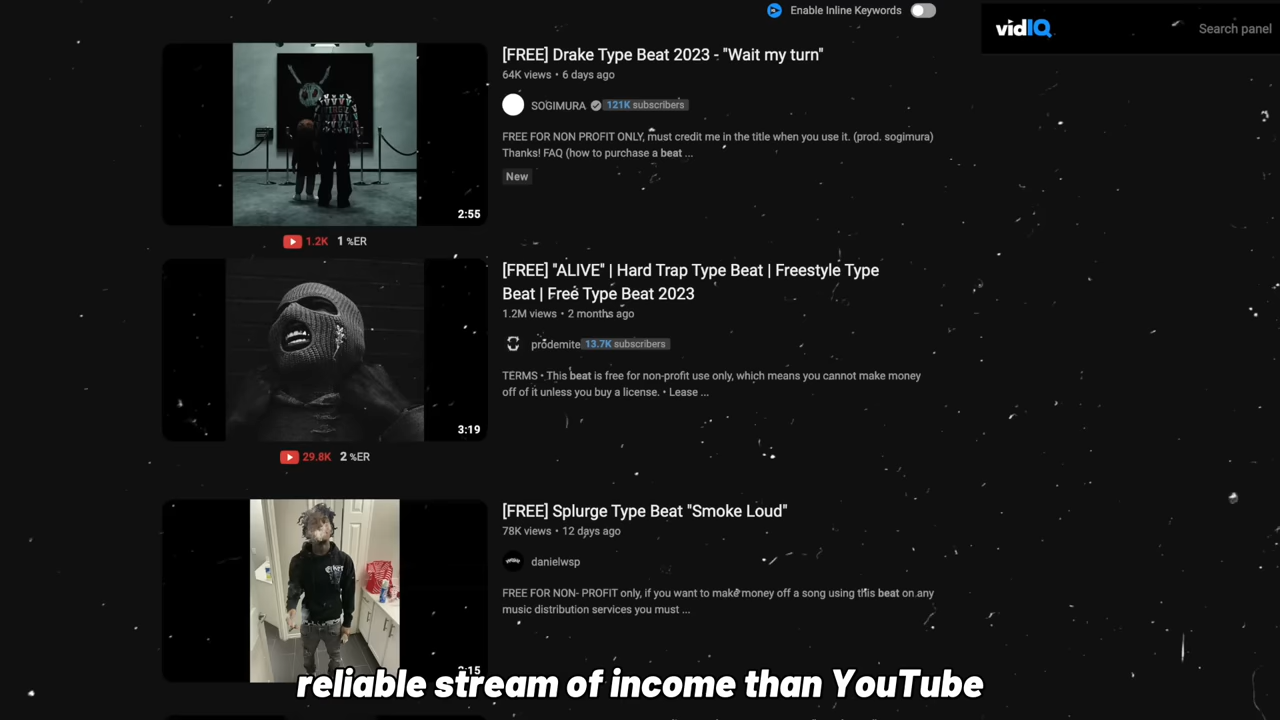 Enable Inline Keywords
vidIQ
Search panel
[FREE] Drake Type Beat 2023 - "Wait my turn"
64K views • 6 days ago
SOGIMURA 121K subscribers
FREE FOR NON PROFIT ONLY, must credit me in the title when you use it. (prod. sogimura)
Thanks! FAQ (how to purchase a beat ...
New
2:55
1.2K 1 %ER
[FREE] "ALIVE" | Hard Trap Type Beat | Freestyle Type
Beat | Free Type Beat 2023
1.2M views • 2 months ago
prodemite 13.7K subscribers
TERMS • This beat is free for non-profit use only, which means you cannot make money
off of it unless you buy a license. • Lease ...
3:19
29.8K 2 %ER
[FREE] Splurge Type Beat "Smoke Loud"
78K views • 12 days ago
danielwsp
FREE FOR NON- PROFIT only, if you want to make money off a song using this beat on any
music distribution services you must ...
reliable stream of income than YouTube